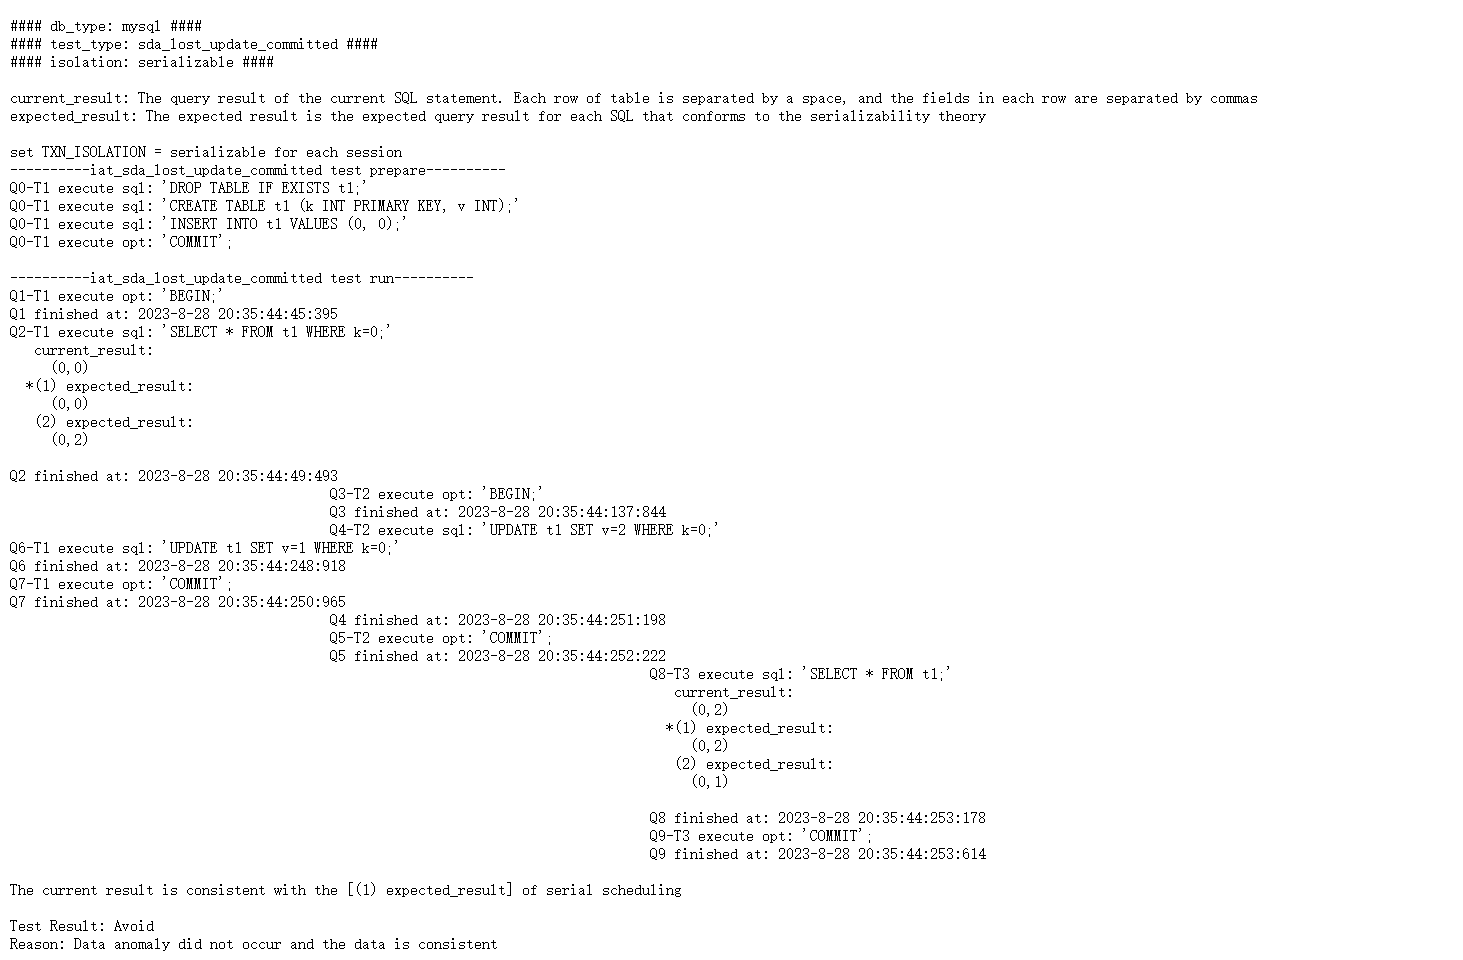 #### db_type: mysql ####
#### test_type: sda_lost_update_committed ####
#### isolation: serializable ####
current_result: The query result of the current SQL statement. Each row of table is separated by a space, and the fields in each row are separated by commas
expected_result: The expected result is the expected query result for each SQL that conforms to the serializability theory
set TXN_ISOLATION = serializable for each session
----------iat_sda_lost_update_committed test prepare----------
Q0-T1 execute sql: 'DROP TABLE IF EXISTS t1;'
Q0-T1 execute sql: 'CREATE TABLE t1 (k INT PRIMARY KEY, v INT);'
Q0-T1 execute sql: 'INSERT INTO t1 VALUES (0, 0);'
Q0-T1 execute opt: 'COMMIT';
----------iat_sda_lost_update_committed test run----------
Q1-T1 execute opt: 'BEGIN;'
Q1 finished at: 2023-8-28 20:35:44:45:395
Q2-T1 execute sql: 'SELECT * FROM t1 WHERE k=0;'
current_result:
(0,0)
*(1) expected_result:
(0,0)
(2) expected_result:
(0,2)
Q2 finished at: 2023-8-28 20:35:44:49:493
Q3-T2 execute opt: 'BEGIN;'
Q3 finished at: 2023-8-28 20:35:44:137:844
Q4-T2 execute sql: 'UPDATE t1 SET v=2 WHERE k=0;'
Q6-T1 execute sql: 'UPDATE t1 SET v=1 WHERE k=0;'
Q6 finished at: 2023-8-28 20:35:44:248:918
Q7-T1 execute opt: 'COMMIT';
Q7 finished at: 2023-8-28 20:35:44:250:965
Q4 finished at: 2023-8-28 20:35:44:251:198
Q5-T2 execute opt: 'COMMIT';
Q5 finished at: 2023-8-28 20:35:44:252:222
Q8-T3 execute sql: 'SELECT * FROM t1;'
current_result:
(0,2)
*(1) expected_result:
(0,2)
(2) expected_result:
(0,1)
Q8 finished at: 2023-8-28 20:35:44:253:178
Q9-T3 execute opt: 'COMMIT';
Q9 finished at: 2023-8-28 20:35:44:253:614
The current result is consistent with the [(1) expected_result] of serial scheduling
Test Result: Avoid
Reason: Data anomaly did not occur and the data is consistent